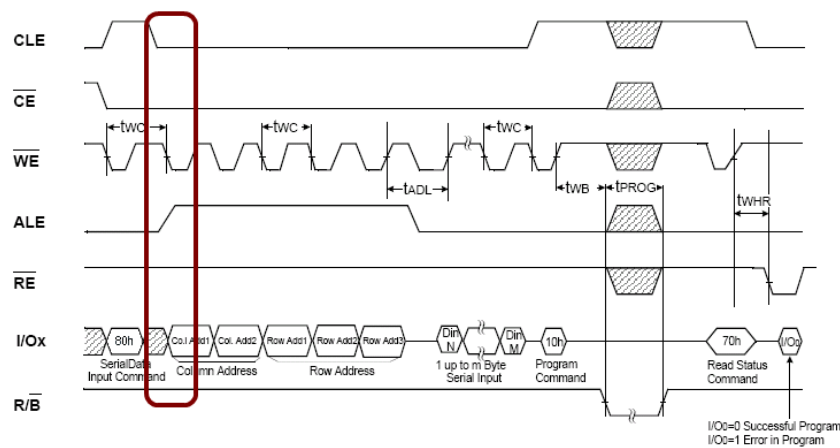 CLE
CE
tWC
tWC
tWC
WE
tADL
tWB
tPROG
tWHR
ALE
RE
I/Ox
80h
Co.l Add1
Col. Add2
Row Add1
Row Add2
Row Add3
Din
N
Din
M
10h
70h
I/O0
SerialData
Input Command
Column Address
Row Address
1 up to m Byte
Serial Input
Program
Command
Read Status
Command
R/B
I/O0=0 Successful Program
I/O0=1 Error in Program